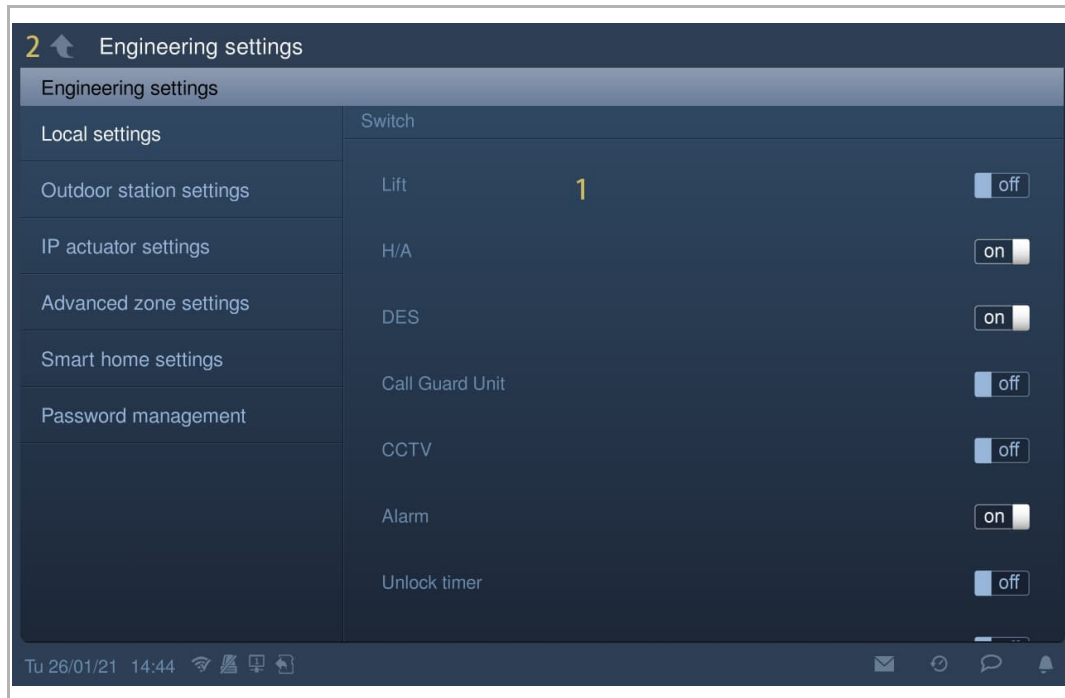 2 Engineering settings
Engineering settings
Local settings
Outdoor station settings
IP actuator settings
Advanced zone settings
Smart home settings
Password management
Switch
Lift 1 off
H/A on
DES on
Call Guard Unit off
CCTV off
Alarm on
Unlock timer off
Tu 26/01/21 14:44